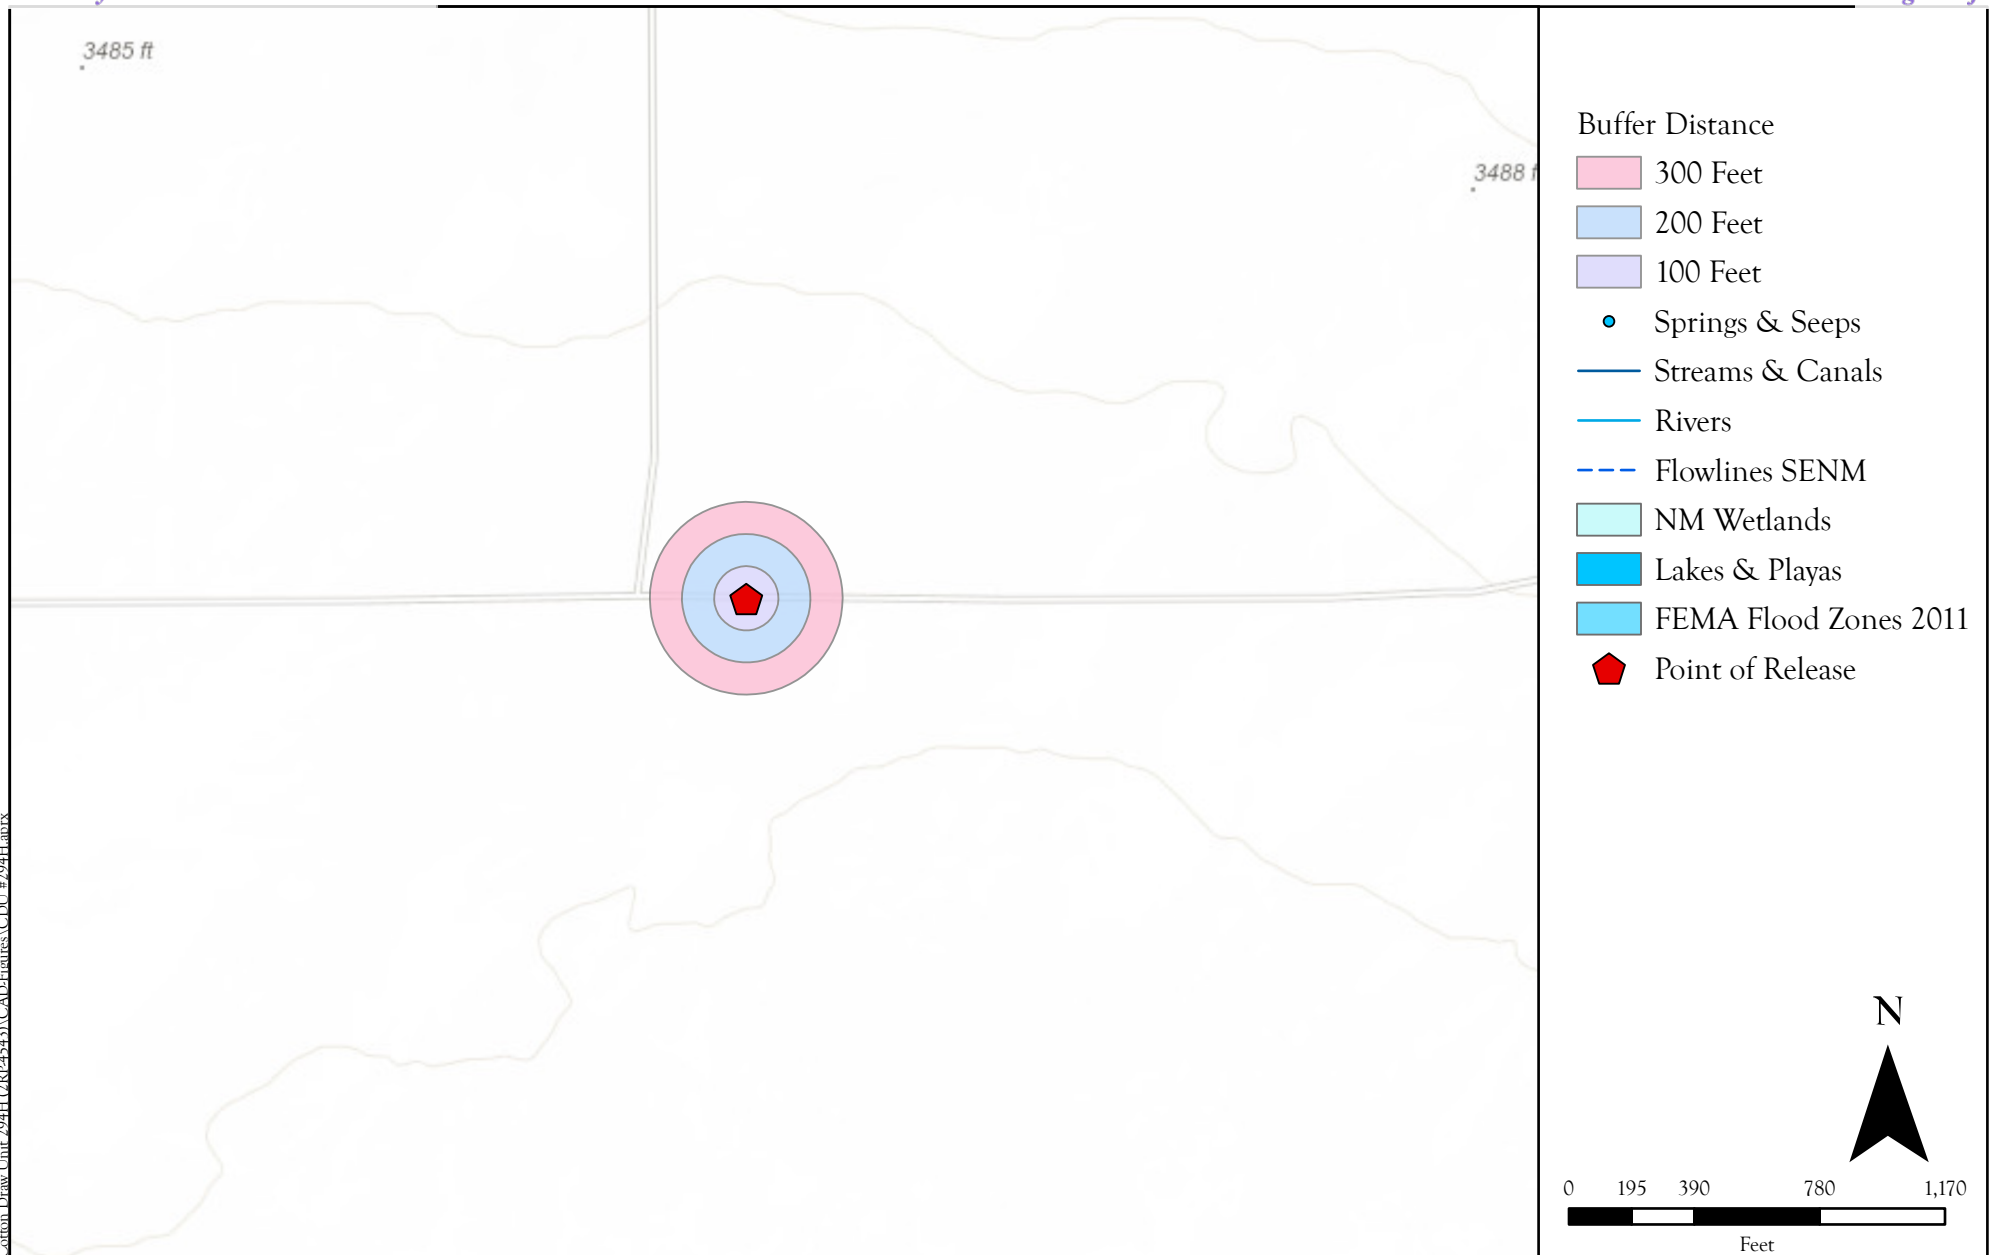 3485 ft
3488 f
Buffer Distance
300 Feet
200 Feet
100 Feet
Springs & Seeps
Streams & Canals
Rivers
Flowlines SENM
NM Wetlands
Lakes & Playas
FEMA Flood Zones 2011
Point of Release
N
0 195 390 780 1,170
Feet